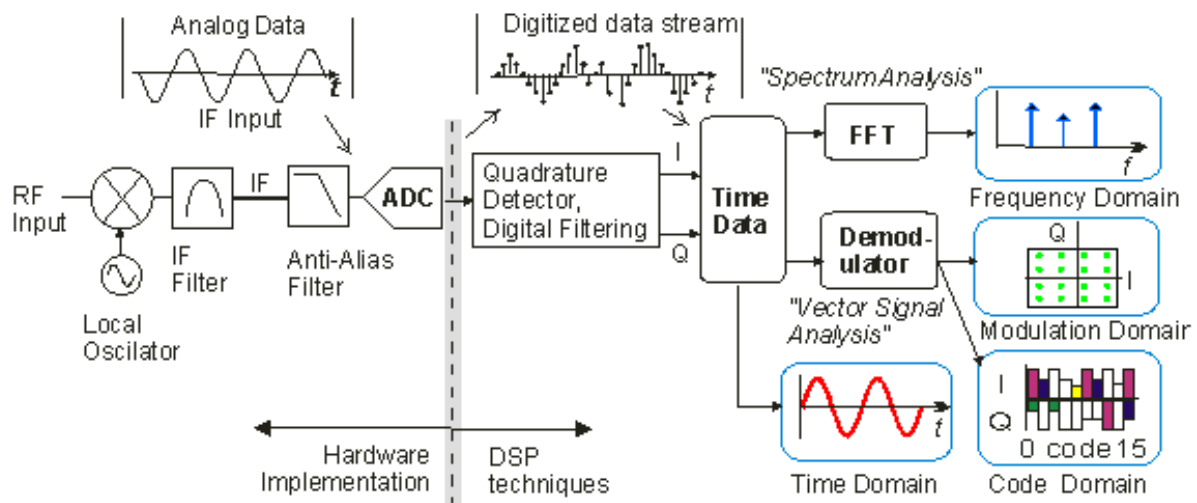 Analog Data
t
IF Input
Digitized data stream
t
"Spectrum Analysis"
FFT
f
Frequency Domain
RF
Input
IF
Filter
IF
Anti-Alias
Filter
ADC
Local
Oscilator
Quadrature
Detector,
Digital Filtering
I
Q
Time
Data
Demod-
ulator
"Vector Signal
Analysis"
Q
I
Modulation Domain
t
Time Domain
I
Q
0 code 15
Code Domain
Hardware
Implementation
DSP
techniques